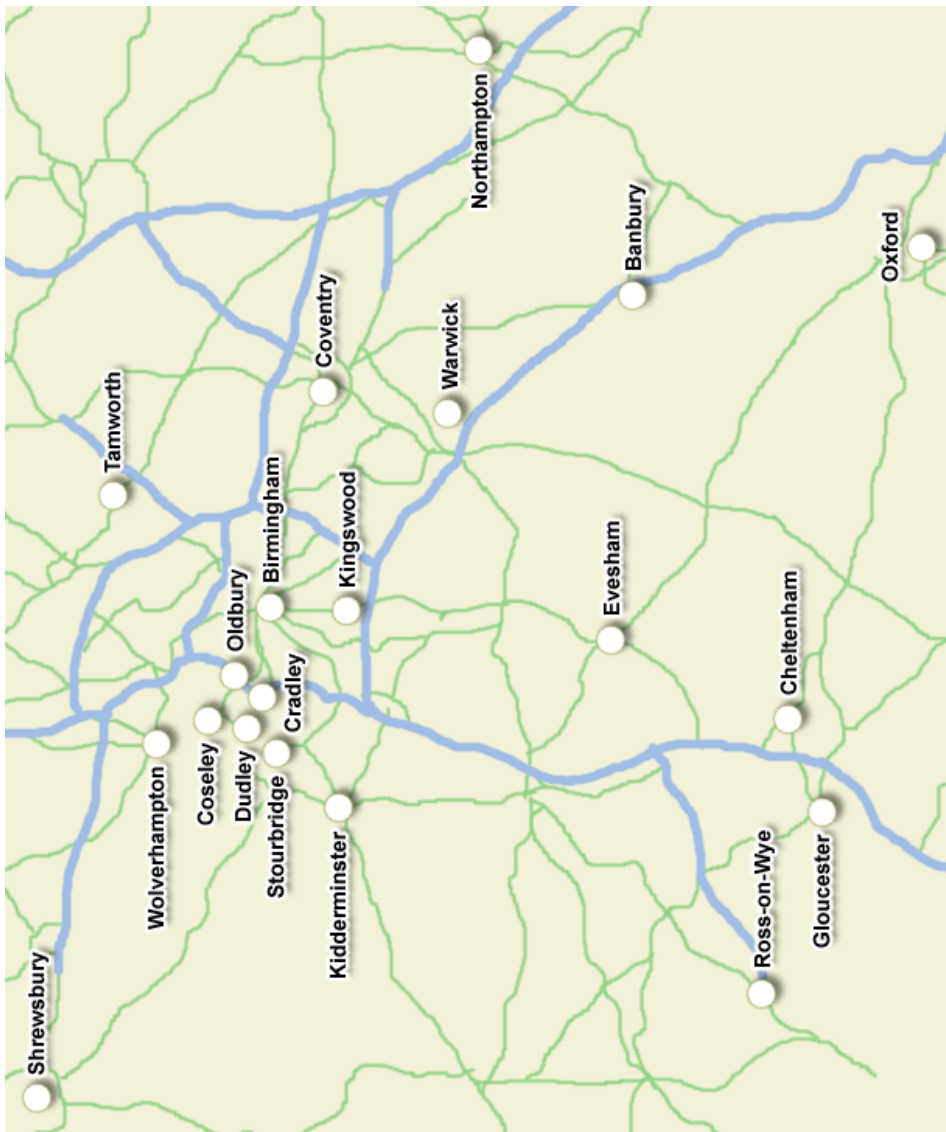 Shrewsbury
Tamworth
Wolverhampton
Coseley
Oldbury
Dudley
Cradley
Birmingham
Stourbridge
Coventry
Kidderminster
Kingswood
Warwick
Northampton
Evesham
Banbury
Ross-on-Wye
Cheltenham
Gloucester
Oxford